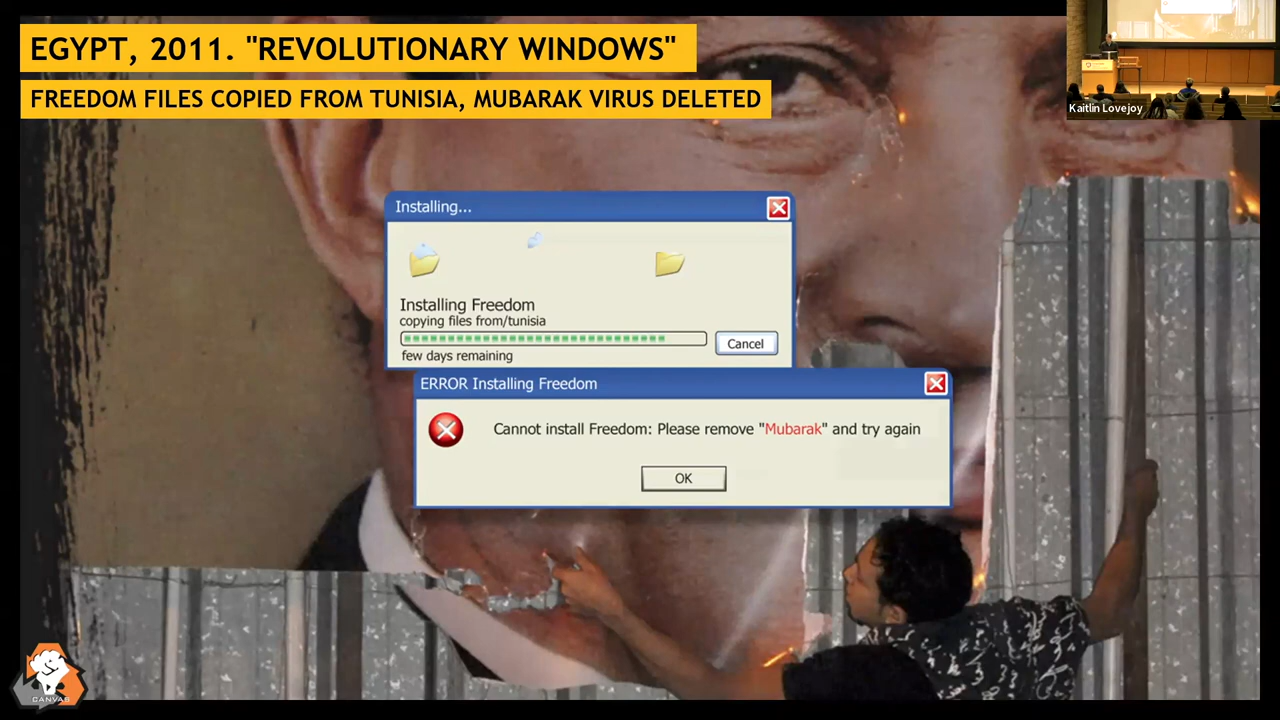 EGYPT, 2011. "REVOLUTIONARY WINDOWS"
FREEDOM FILES COPIED FROM TUNISIA, MUBARAK VIRUS DELETED
Kaitlin Lovejoy
Installing...
Installing Freedom
copying files from/tunisia
Cancel
few days remaining
ERROR Installing Freedom
Cannot install Freedom: Please remove "Mubarak" and try again
OK
CANVAS